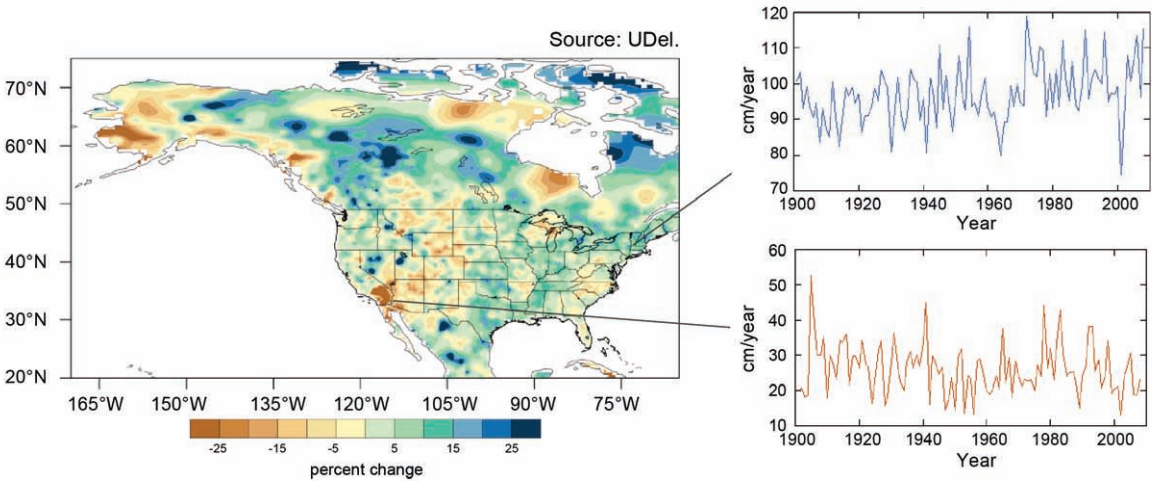 Source: UDel.
70°N
60°N
50°N
40°N
30°N
20°N
165°W 150°W 135°W 120°W 105°W 90°W 75°W
-25 -15 -5 5 15 25
percent change
120
110
100
90
80
70
cm/year
1900 1920 1940 1960 1980 2000
Year
60
50
40
30
20
10
cm/year
1900 1920 1940 1960 1980 2000
Year